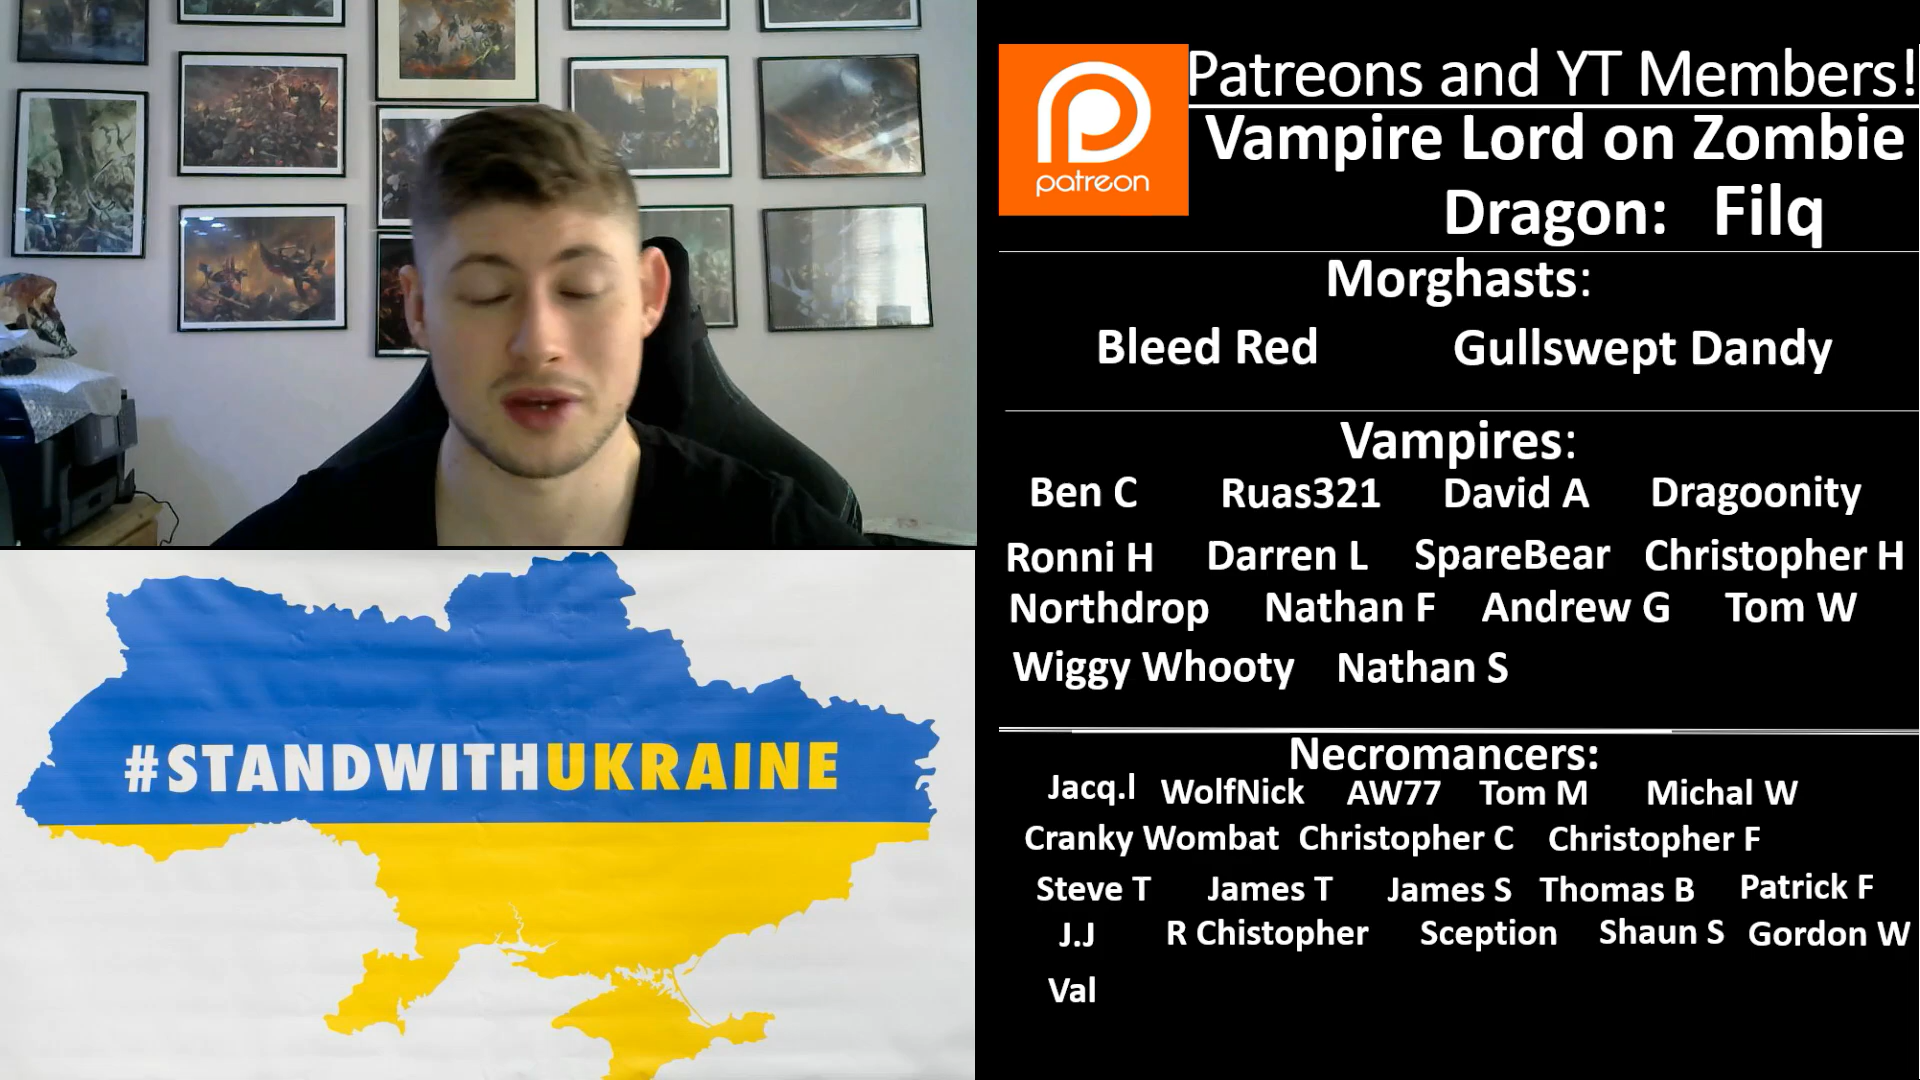 patreon
Patreons and YT Members!
Vampire Lord on Zombie
Dragon: Filq
Morghasts:
Bleed Red Gullswept Dandy
Vampires:
Ben C Ruas321 David A Dragoonity
Ronni H Darren L SpareBear Christopher H
Northdrop Nathan F Andrew G Tom W
Wiggy Whooty Nathan S
Necromancers:
Jacq.l WolfNick AW77 Tom M Michal W
Cranky Wombat Christopher C Christopher F
Steve T James T James S Thomas B Patrick F
J.J R Chistopher Sception Shaun S Gordon W
Val
#STANDWITHUKRAINE